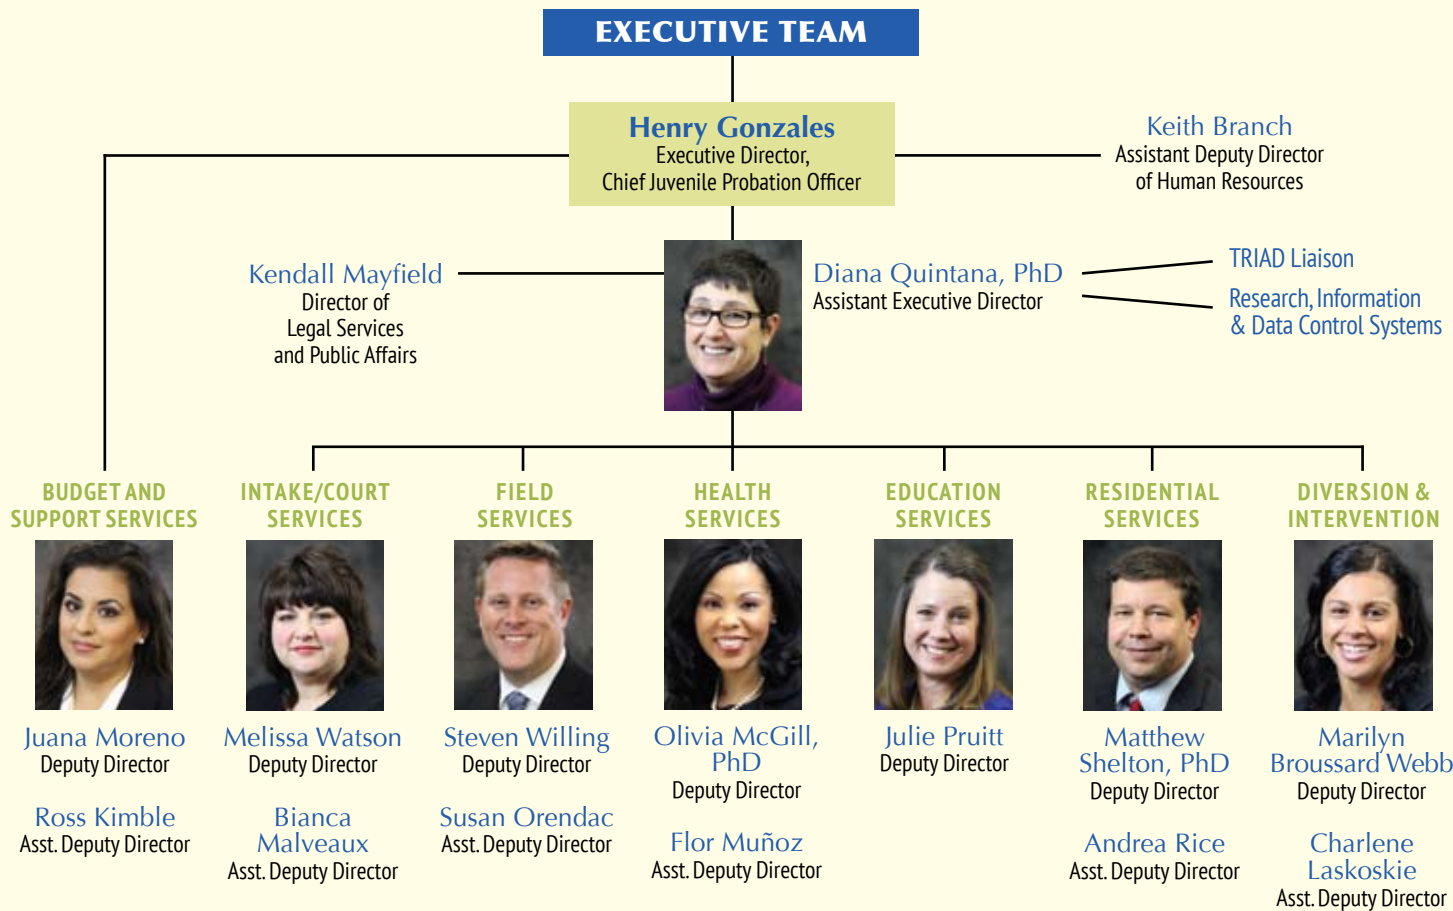 EXECUTIVE TEAM
Henry Gonzales
Executive Director,
Chief Juvenile Probation Officer
Keith Branch
Assistant Deputy Director
of Human Resources
Kendall Mayfield
Director of
Legal Services
and Public Affairs
Diana Quintana, PhD
Assistant Executive Director
TRIAD Liaison
Research, Information
& Data Control Systems
BUDGET AND
SUPPORT SERVICES
Juana Moreno
Deputy Director
Ross Kimble
Asst. Deputy Director
INTAKE/COURT
SERVICES
Melissa Watson
Deputy Director
Bianca
Malveaux
Asst. Deputy Director
FIELD
SERVICES
Steven Willing
Deputy Director
Susan Orendac
Asst. Deputy Director
HEALTH
SERVICES
Olivia McGill,
PhD
Deputy Director
Flor Muñoz
Asst. Deputy Director
EDUCATION
SERVICES
Julie Pruitt
Deputy Director
RESIDENTIAL
SERVICES
Matthew
Shelton, PhD
Deputy Director
Andrea Rice
Asst. Deputy Director
DIVERSION &
INTERVENTION
Marilyn
Broussard Webb
Deputy Director
Charlene
Laskoskie
Asst. Deputy Director